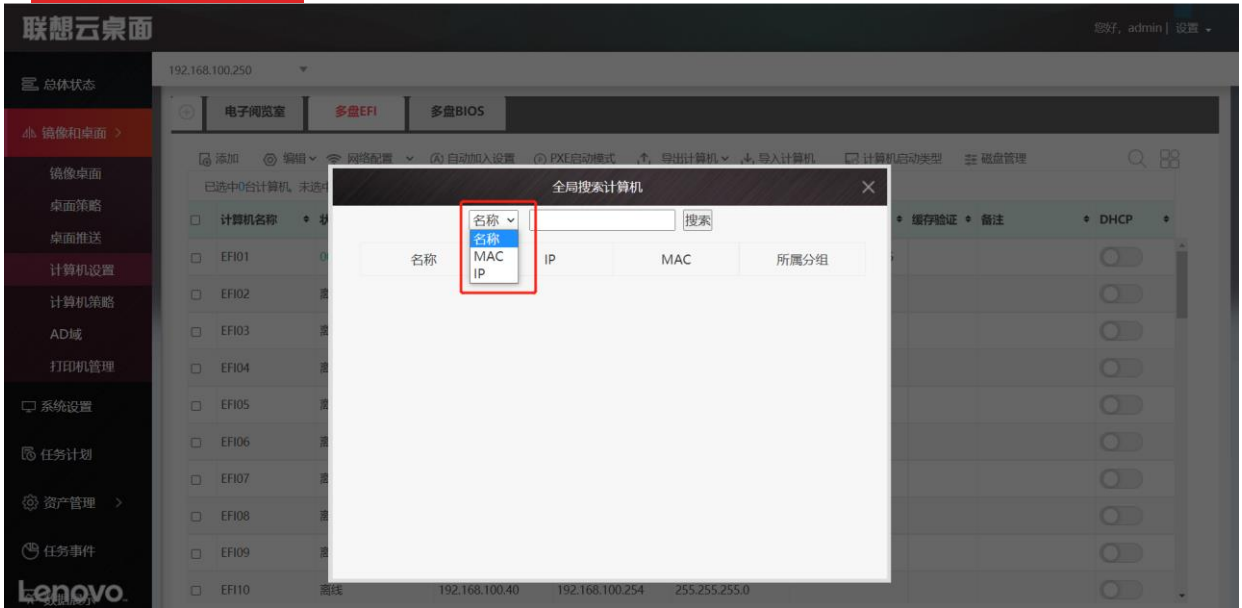 联想云桌面
您好，admin | 设置
192.168.100.250
总体状态
镜像和桌面
镜像桌面
桌面策略
桌面推送
计算机设置
计算机策略
AD域
打印机管理
系统设置
任务计划
资产管理
任务事件
Lenovo
电子阅览室 多盘EFI 多盘BIOS
添加 编辑 网络配置 自动加入设置 PXE启动模式 导出计算机 导入计算机 计算机启动类型 磁盘管理
已选中0台计算机, 未选中
计算机名称 缓存验证 备注 DHCP
全局搜索计算机
名称 搜索
名称
MAC
IP
名称 IP MAC 所属分组
EFI01
EFI02
EFI03
EFI04
EFI05
EFI06
EFI07
EFI08
EFI09
EFI10 离线 192.168.100.40 192.168.100.254 255.255.255.0